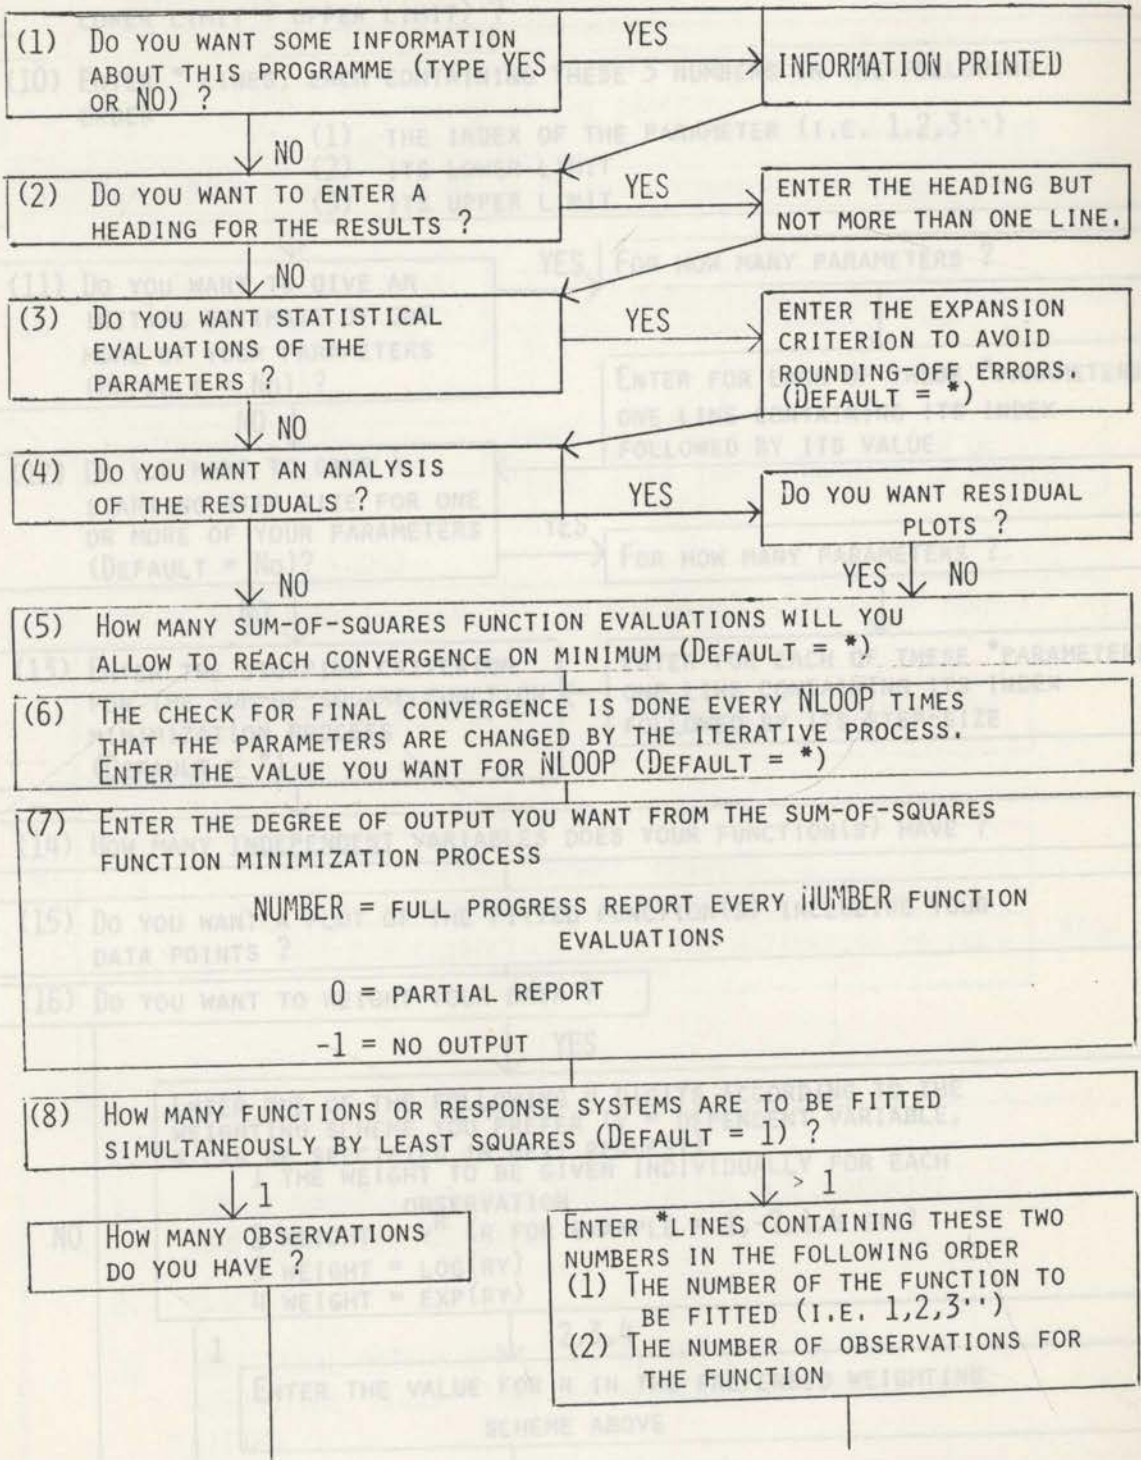 (1) DO YOU WANT SOME INFORMATION
ABOUT THIS PROGRAMME (TYPE YES
OR NO) ?
YES
INFORMATION PRINTED
NO
(2) DO YOU WANT TO ENTER A
HEADING FOR THE RESULTS ?
YES
ENTER THE HEADING BUT
NOT MORE THAN ONE LINE.
NO
(3) DO YOU WANT STATISTICAL
EVALUATIONS OF THE
PARAMETERS ?
YES
ENTER THE EXPANSION
CRITERION TO AVOID
ROUNDING-OFF ERRORS.
(DEFAULT = *)
NO
(4) DO YOU WANT AN ANALYSIS
OF THE RESIDUALS ?
YES
DO YOU WANT RESIDUAL
PLOTS ?
NO
YES
NO
(5) HOW MANY SUM-OF-SQUARES FUNCTION EVALUATIONS WILL YOU
ALLOW TO REACH CONVERGENCE ON MINIMUM (DEFAULT = *)
(6) THE CHECK FOR FINAL CONVERGENCE IS DONE EVERY NLOOP TIMES
THAT THE PARAMETERS ARE CHANGED BY THE ITERATIVE PROCESS.
ENTER THE VALUE YOU WANT FOR NLOOP (DEFAULT = *)
(7) ENTER THE DEGREE OF OUTPUT YOU WANT FROM THE SUM-OF-SQUARES
FUNCTION MINIMIZATION PROCESS
NUMBER = FULL PROGRESS REPORT EVERY NUMBER FUNCTION
EVALUATIONS
0 = PARTIAL REPORT
-1 = NO OUTPUT
(8) HOW MANY FUNCTIONS OR RESPONSE SYSTEMS ARE TO BE FITTED
SIMULTANEOUSLY BY LEAST SQUARES (DEFAULT = 1) ?
1
> 1
HOW MANY OBSERVATIONS
DO YOU HAVE ?
ENTER *LINES CONTAINING THESE TWO
NUMBERS IN THE FOLLOWING ORDER
(1) THE NUMBER OF THE FUNCTION TO
BE FITTED (I.E. 1,2,3··)
(2) THE NUMBER OF OBSERVATIONS FOR
THE FUNCTION